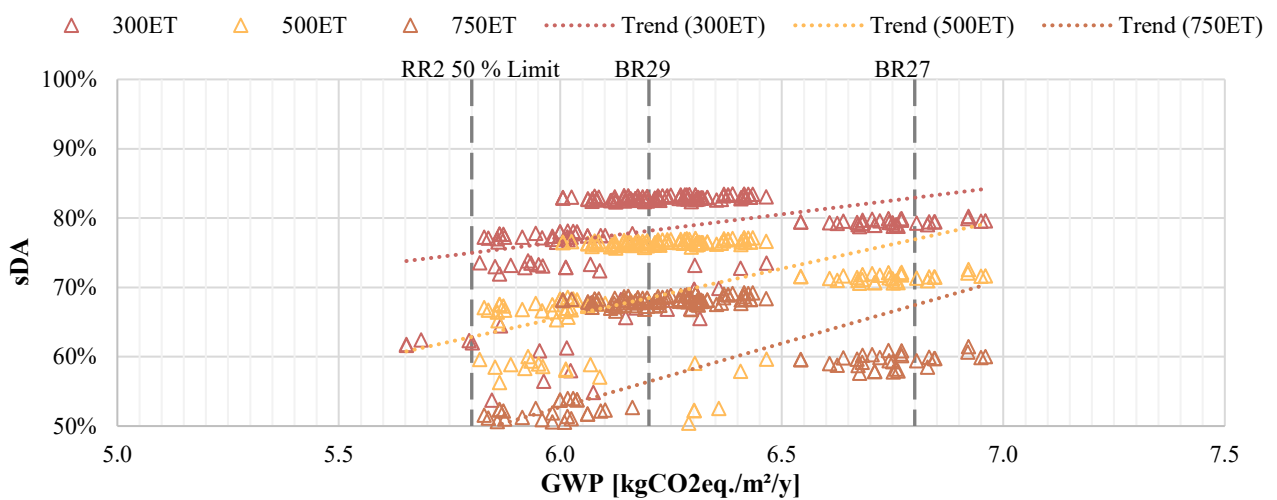 300ET 500ET 750ET Trend (300ET) Trend (500ET) Trend (750ET)
RR2 50 % Limit BR29 BR27
100%
90%
80%
70%
60%
50%
sDA
5.0 5.5 6.0 6.5 7.0 7.5
GWP [kgCO2eq./m²/y]